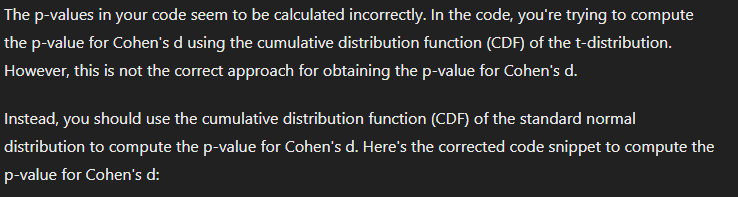 The p-values in your code seem to be calculated incorrectly. In the code, you're trying to compute
the p-value for Cohen's d using the cumulative distribution function (CDF) of the t-distribution.
However, this is not the correct approach for obtaining the p-value for Cohen's d.
Instead, you should use the cumulative distribution function (CDF) of the standard normal
distribution to compute the p-value for Cohen's d. Here's the corrected code snippet to compute the
p-value for Cohen's d: